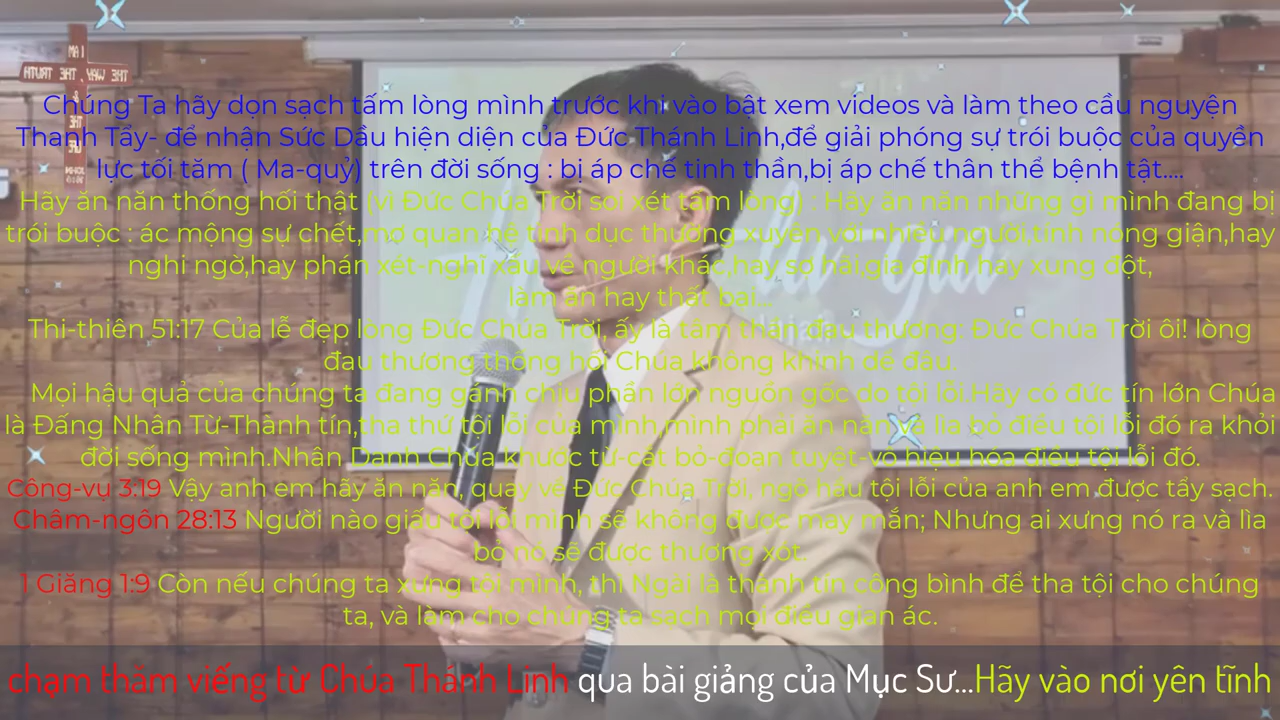 I AM
THE WAY, THE TRUTH
&
THE
Chúng Ta hãy dọn sạch tấm lòng mình trước khi vào bật xem videos và làm theo cầu nguyện
Thanh Tẩy- để nhận Sức Dầu hiện diện của Đức Thánh Linh,để giải phóng sự trói buộc của quyền
lực tối tăm ( Ma-quỷ) trên đời sống : bị áp chế tinh thần,bị áp chế thân thể bệnh tật....
Hãy ăn năn thống hối thật (vì Đức Chúa Trời soi xét tấm lòng) : Hãy ăn năn những gì mình đang bị
trói buộc : ác mộng sự chết,mơ quan hệ tình dục thường xuyên với nhiều người,tính nóng giận,hay
nghi ngờ,hay phán xét-nghĩ xấu về người khác,hay sợ hãi,gia đình hay xung đột,
làm ăn hay thất bại...
Thi-thiên 51:17 Của lễ đẹp lòng Đức Chúa Trời, ấy là tâm thần đau thương: Đức Chúa Trời ôi! lòng
đau thương thống hối Chúa không khinh dể đâu.
Mọi hậu quả của chúng ta đang gánh chịu phần lớn nguồn gốc do tội lỗi.Hãy có đức tín lớn Chúa
là Đấng Nhân Từ-Thành tín,tha thứ tội lỗi của mình,mình phải ăn năn và lìa bỏ điều tội lỗi đó ra khỏi
đời sống mình.Nhân Danh Chúa khước từ-cắt bỏ-đoạn tuyệt-vô hiệu hóa điều tội lỗi đó.
Công-vụ 3:19 Vậy anh em hãy ăn năn, quay về Đức Chúa Trời, ngõ hầu tội lỗi của anh em được tẩy sạch.
Châm-ngôn 28:13 Người nào giấu tội lỗi mình sẽ không được may mắn; Nhưng ai xưng nó ra và lìa
bỏ nó sẽ được thương xót.
1 Giăng 1:9 Còn nếu chúng ta xưng tội mình, thì Ngài là thành tín công bình để tha tội cho chúng
ta, và làm cho chúng ta sạch mọi điều gian ác.
chạm thăm viếng từ Chúa Thánh Linh qua bài giảng của Mục Sư...Hãy vào nơi yên tĩnh